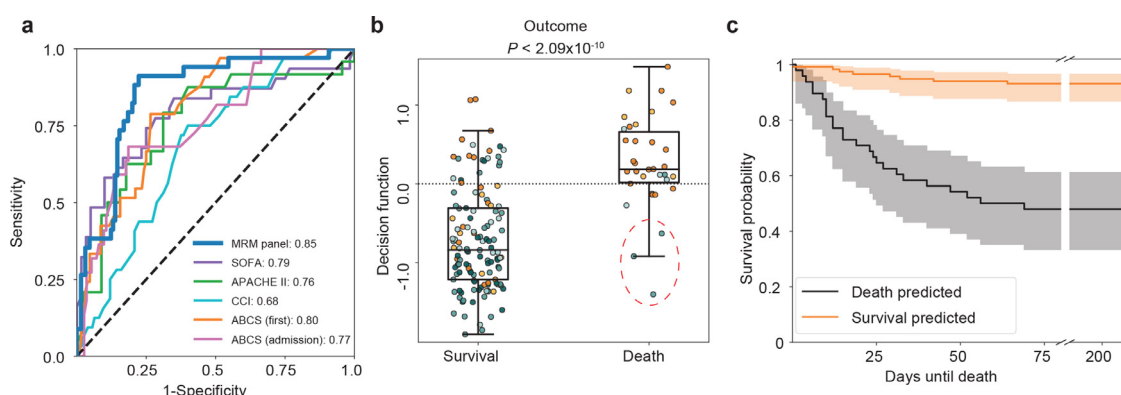 a
1.0
0.75
0.5
0.25
0.0
Sensitivity
MRM panel: 0.85
SOFA: 0.79
APACHE II: 0.76
CCI: 0.68
ABCS (first): 0.80
ABCS (admission): 0.77
0.25
0.5
0.75
1.0
1-Specificity
b
Outcome
P < 2.09x10-10
1.0
0.0
-1.0
Decision function
Survival
Death
c
1
0.8
0.6
0.4
0.2
0
Survival probability
Death predicted
Survival predicted
25
50
75
200
Days until death